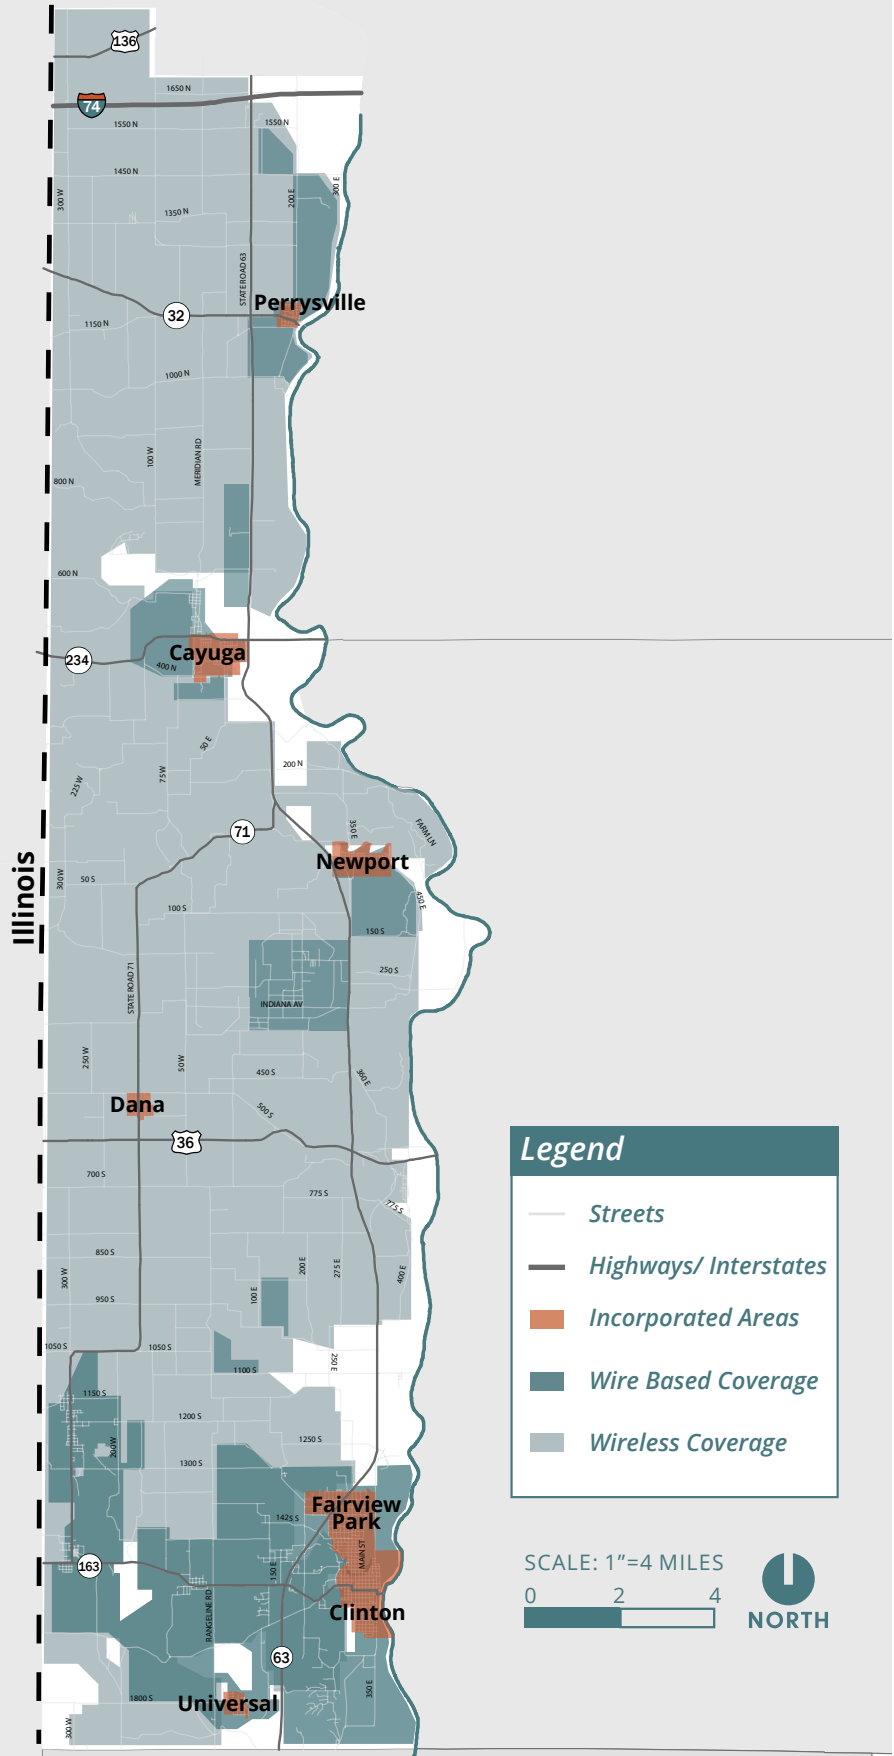 136
1650 N
74
1550 N
1550 N
1450 N
300 W
200 E
300 E
1350 N
STATE ROAD 63
Perrysville
32
1150 N
1000 N
100 W
MERIDIAN RD
800 N
600 N
Cayuga
234
400 N
50 E
200 N
75W
225 W
71
350 E
FARM LN
Newport
Illinois
300 W
50 S
450 E
100 S
150 S
250 S
STATE ROAD 71
INDIANA AV
250 W
50 W
450 S
360 E
500 S
Dana
36
700 S
775 S
775 S
850 S
300 W
200 E
275 E
400 E
100 E
950 S
1050 S
1050 S
250 E
1100 S
1150 S
1200 S
200W
1250 S
1300 S
Fairview
Park
1425 S
MAIN ST
163
150 E
RANGELINE RD
Clinton
63
350 E
1800 S
Universal
300 W
Legend
Streets
Highways/ Interstates
Incorporated Areas
Wire Based Coverage
Wireless Coverage
SCALE: 1”=4 MILES
0 2 4
NORTH